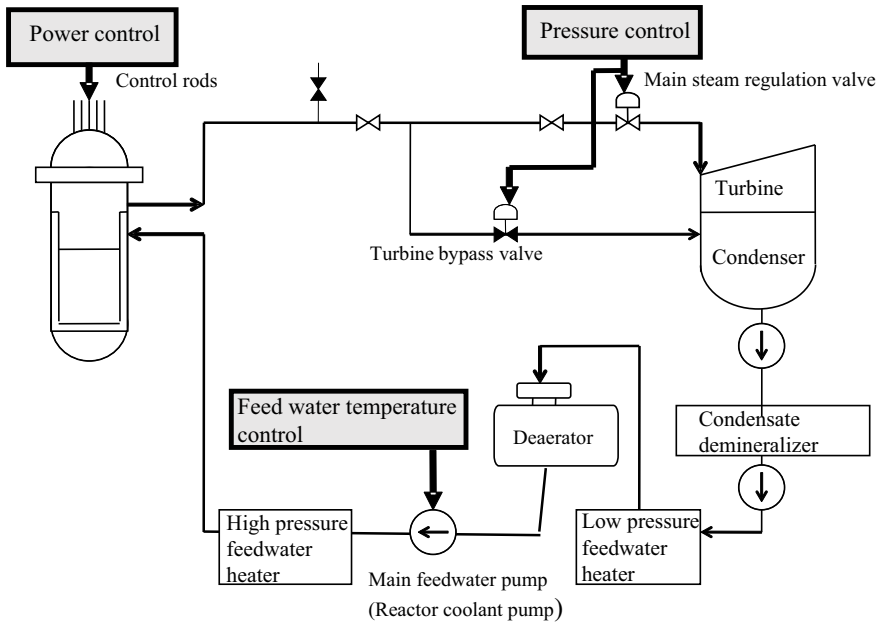 Power control
Pressure control
Control rods
Main steam regulation valve
Turbine
Turbine bypass valve
Condenser
Feed water temperature
control
Deaerator
Condensate
demineralizer
High pressure
feedwater
heater
Low pressure
feedwater
heater
Main feedwater pump
(Reactor coolant pump)